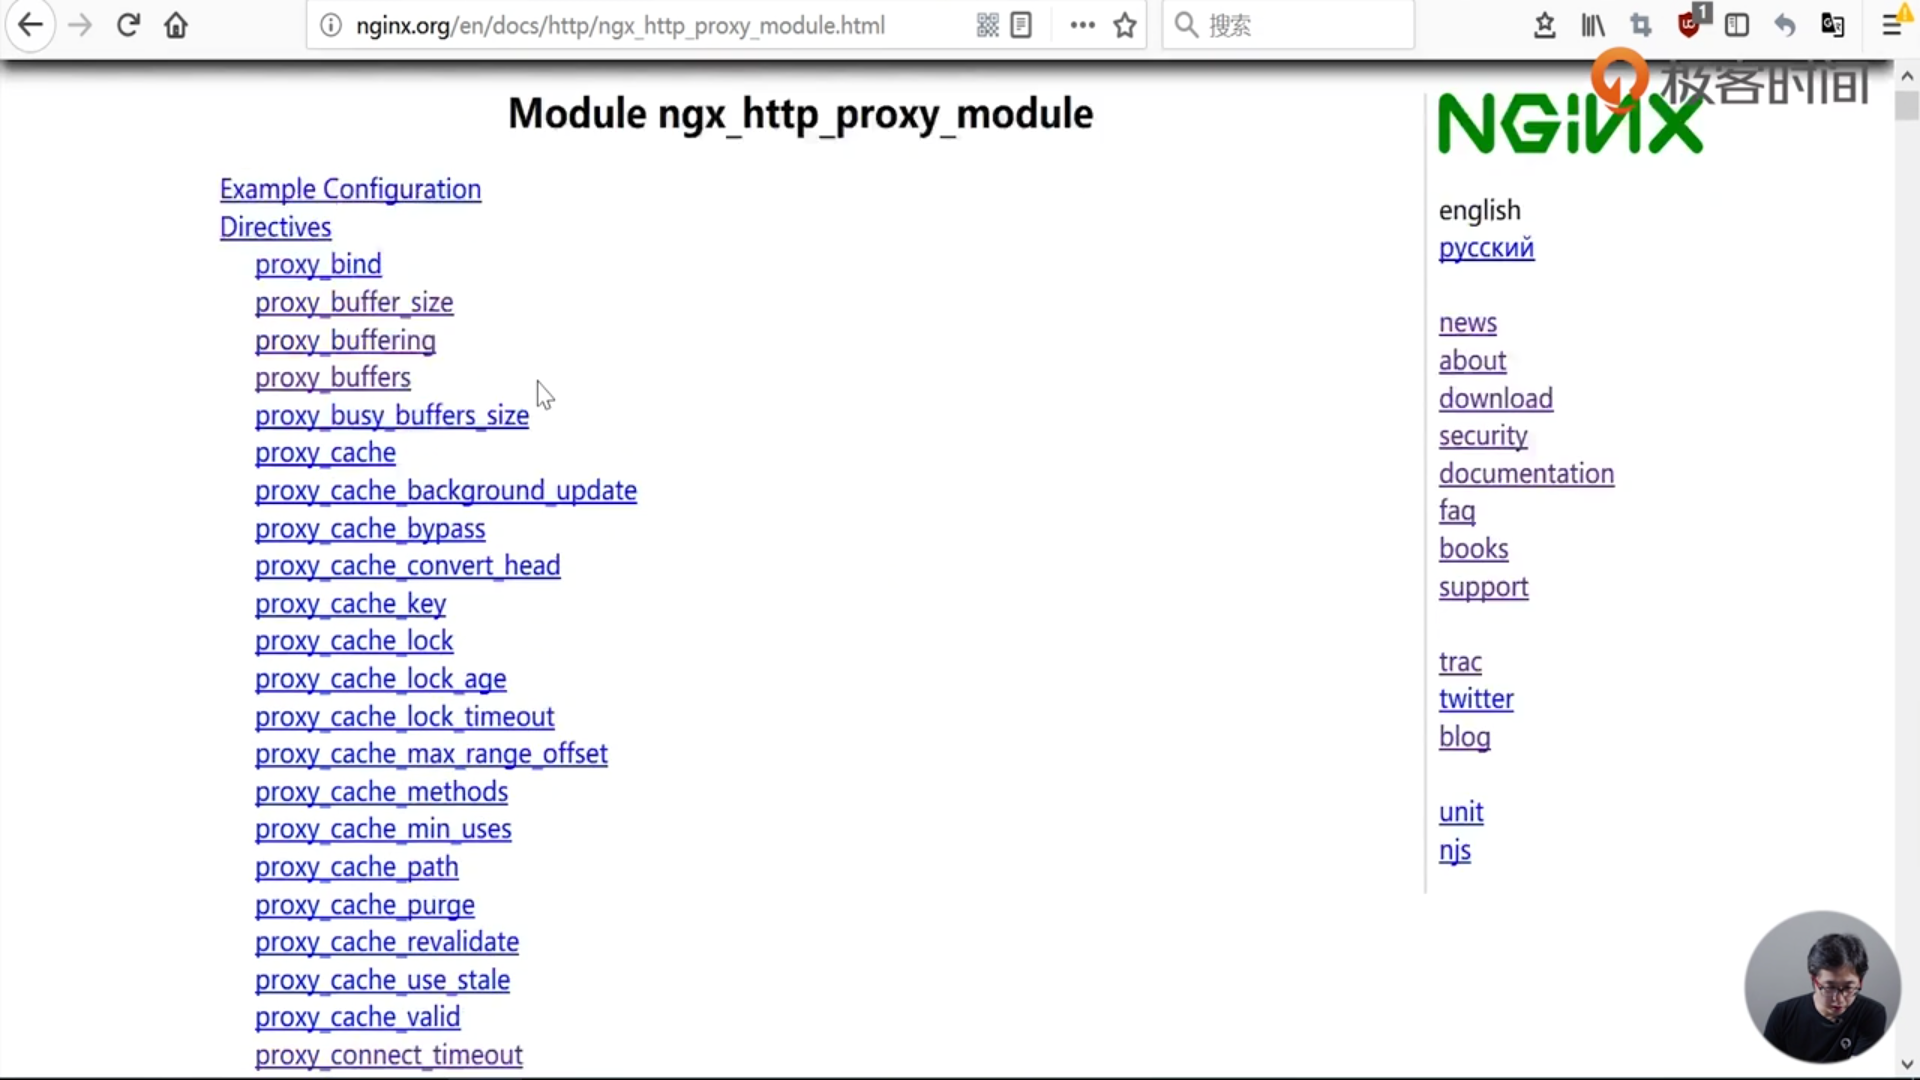 nginx.org/en/docs/http/ngx_http_proxy_module.html
搜索
1
极客时间
Module ngx_http_proxy_module
NGiNX
Example Configuration
Directives
proxy_bind
proxy_buffer_size
proxy_buffering
proxy_buffers
proxy_busy_buffers_size
proxy_cache
proxy_cache_background_update
proxy_cache_bypass
proxy_cache_convert_head
proxy_cache_key
proxy_cache_lock
proxy_cache_lock_age
proxy_cache_lock_timeout
proxy_cache_max_range_offset
proxy_cache_methods
proxy_cache_min_uses
proxy_cache_path
proxy_cache_purge
proxy_cache_revalidate
proxy_cache_use_stale
proxy_cache_valid
proxy_connect_timeout
english
русский
news
about
download
security
documentation
faq
books
support
trac
twitter
blog
unit
njs